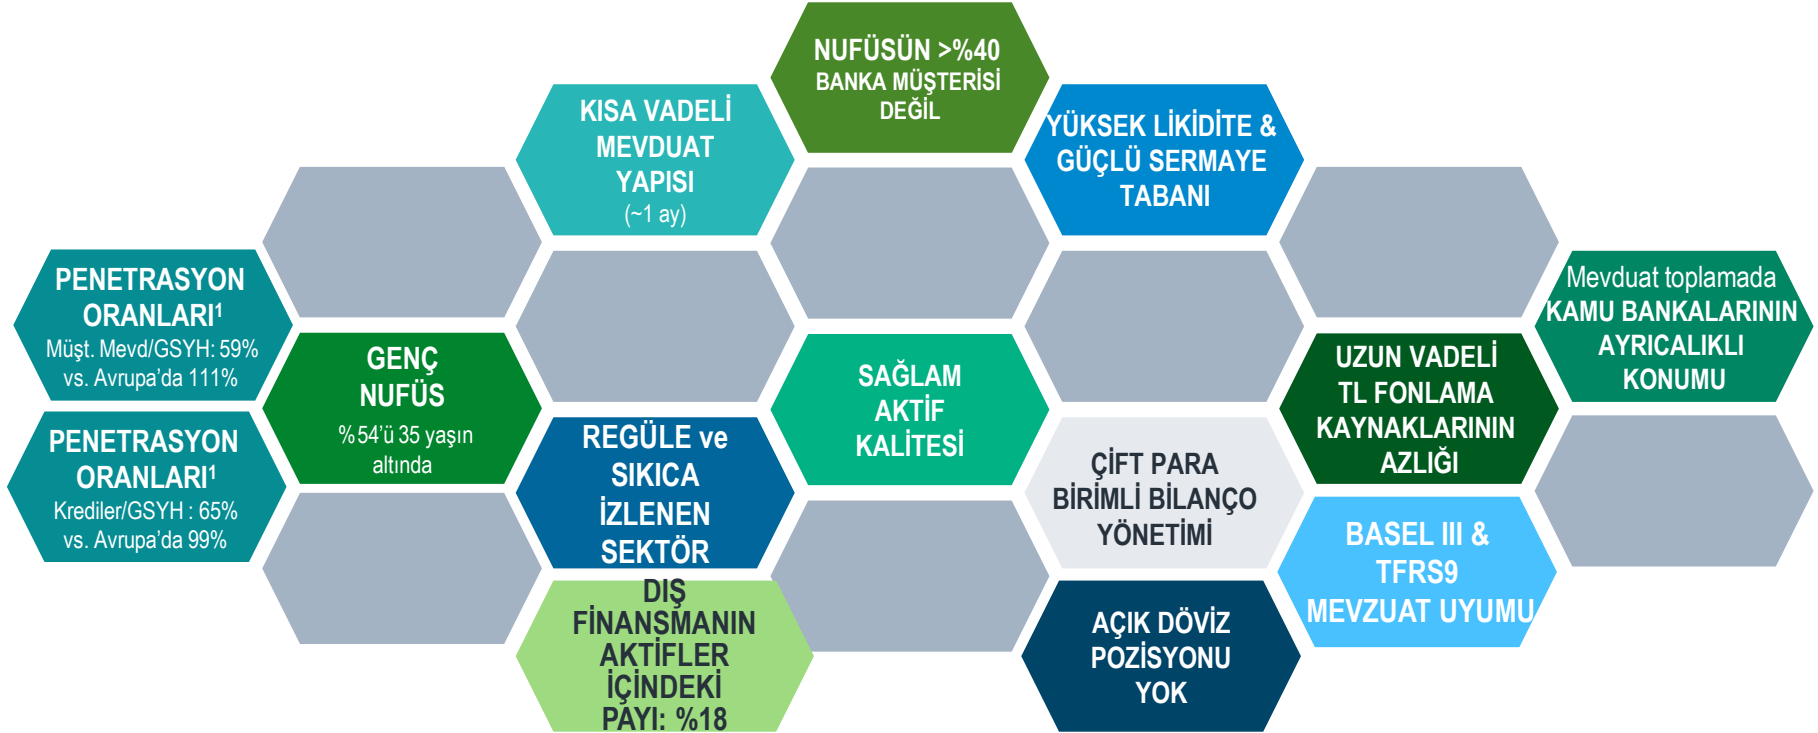 NUFÜSÜN >%40
BANKA MÜŞTERİSİ
DEĞİL
KISA VADELİ
MEVDUAT
YAPISI
(~1 ay)
YÜKSEK LİKİDİTE &
GÜÇLÜ SERMAYE
TABANI
PENETRASYON
ORANLARI¹
Müşt. Mevd/GSYH: 59%
vs. Avrupa'da 111%
Mevduat toplamada
KAMU BANKALARININ
AYRICALIKLI
KONUMU
GENÇ
NUFÜS
%54'ü 35 yaşın
altında
SAĞLAM
AKTİF
KALİTESİ
UZUN VADELİ
TL FONLAMA
KAYNAKLARININ
AZLIĞI
PENETRASYON
ORANLARI¹
Krediler/GSYH : 65%
vs. Avrupa'da 99%
REGÜLE ve
SIKICA
İZLENEN
SEKTÖR
ÇİFT PARA
BİRİMLİ BİLANÇO
YÖNETİMİ
BASEL III &
TFRS9
MEVZUAT UYUMU
DIŞ
FİNANSMANIN
AKTİFLER
İÇİNDEKİ
PAYI: %18
AÇIK DÖVİZ
POZİSYONU
YOK